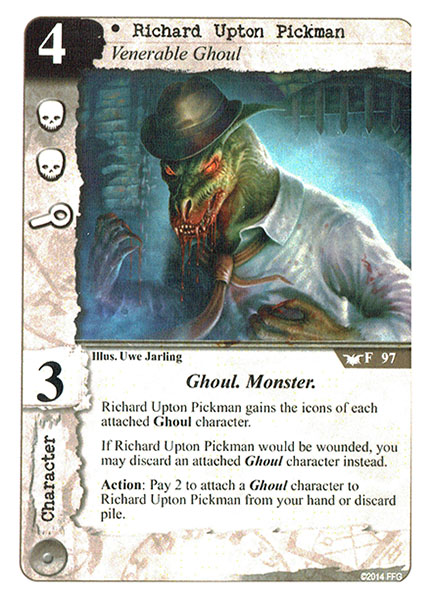 4
• Richard Upton Pickman
Venerable Ghoul
Illus. Uwe Jarling
F 97
3
Character
Ghoul. Monster.
Richard Upton Pickman gains the icons of each
attached Ghoul character.
If Richard Upton Pickman would be wounded, you
may discard an attached Ghoul character instead.
Action: Pay 2 to attach a Ghoul character to
Richard Upton Pickman from your hand or discard
pile.
©2014 FFG